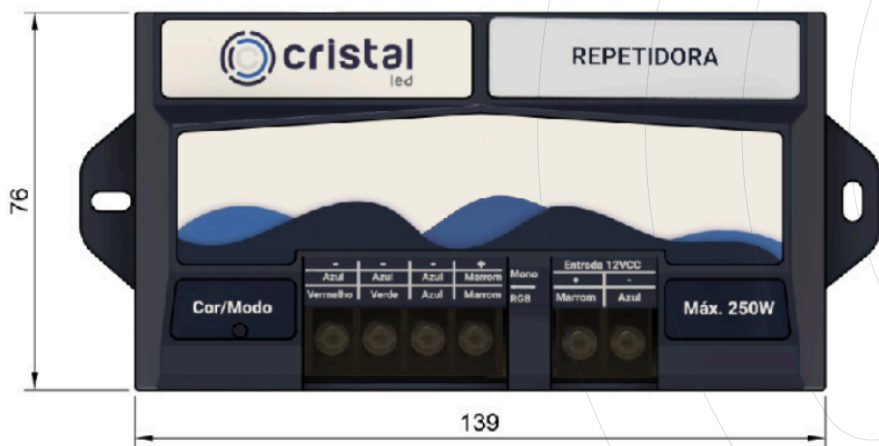 cristal
led
REPETIDORA
76
- - - +
Azul Azul Azul Marrom Mono
Vermelho Verde Azul Marrom RGB
Entrada 12VCC
+ -
Marrom Azul
Cor/Modo
Máx. 250W
139